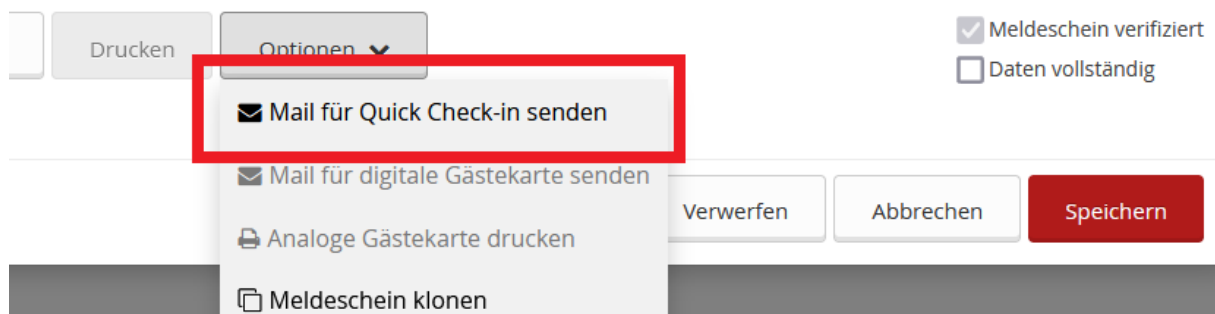 Drucken
Optionen
Meldeschein verifiziert
Daten vollständig
Mail für Quick Check-in senden
Mail für digitale Gästekarte senden
Verwerfen
Abbrechen
Speichern
Analoge Gästekarte drucken
Meldeschein klonen